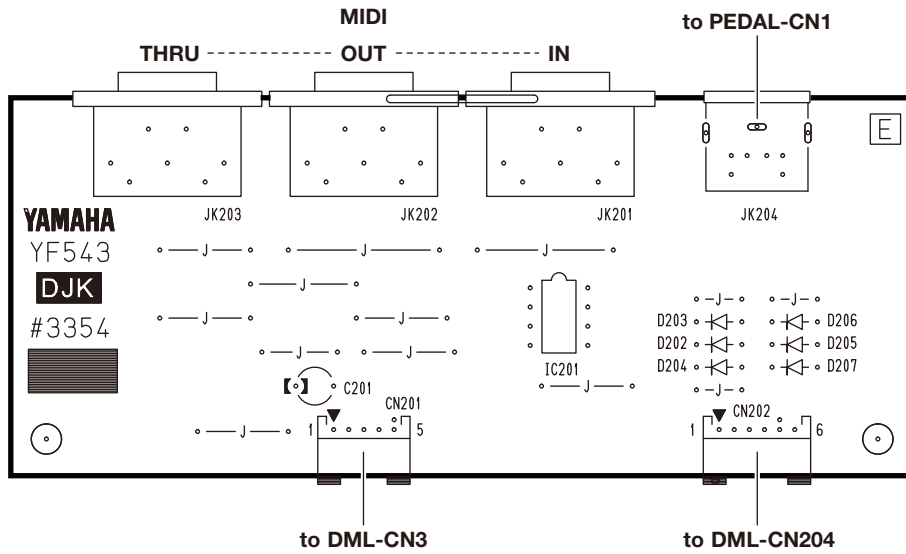 MIDI
to PEDAL-CN1
THRU OUT IN
E
JK203 JK202 JK201 JK204
YAMAHA
YF543
DJK
#3354
J J J
J
J J
J J
J
J
J J
J
D203 D206
D202 D205
D204 D207
IC201
C201
CN201
1 5
CN202
1 6
to DML-CN3 to DML-CN204